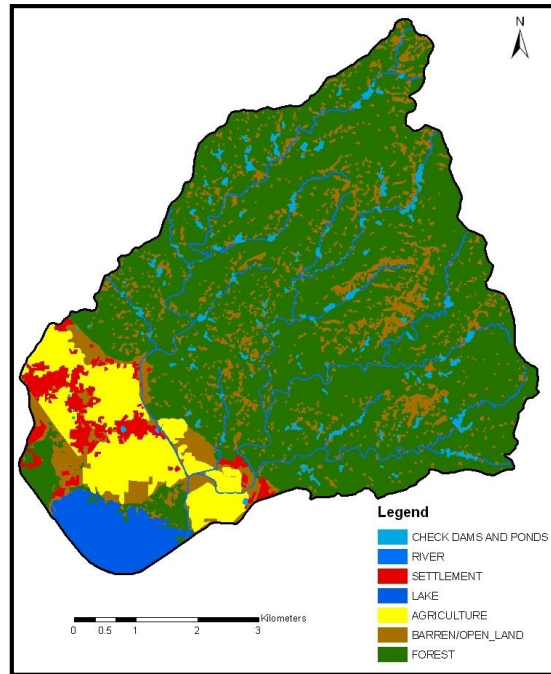 N
Legend
CHECK DAMS AND PONDS
RIVER
SETTLEMENT
LAKE
AGRICULTURE
BARREN/OPEN_LAND
FOREST
Kilometers
0 0.5 1 2 3